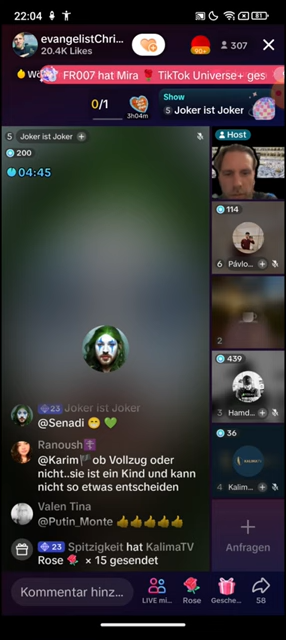 22:04
81
evangelistChri...
20.4K Likes
90+
307
FR007 hat Mira 🌹 TikTok Universe+ ges
0/1
3h04m
Show
5 Joker ist Joker
5 Joker ist Joker +
200
04:45
Host
114
6 Pávlo...
2
439
3 Hamd...
36
KALIMATV
4 Kalim...
23 Joker ist Joker
@Senadi 😁💚
Ranoush
@Karim🏴 ob Vollzug oder
nicht..sie ist ein Kind und kann
nicht so etwas entscheiden
Valen Tina
@Putin_Monte 👍👍👍👍👍
23 Spitzigkeit hat KalimaTV
Rose 🌹 × 15 gesendet
+
Anfragen
Kommentar hinz...
LIVE mi...
Rose
Gesche...
58